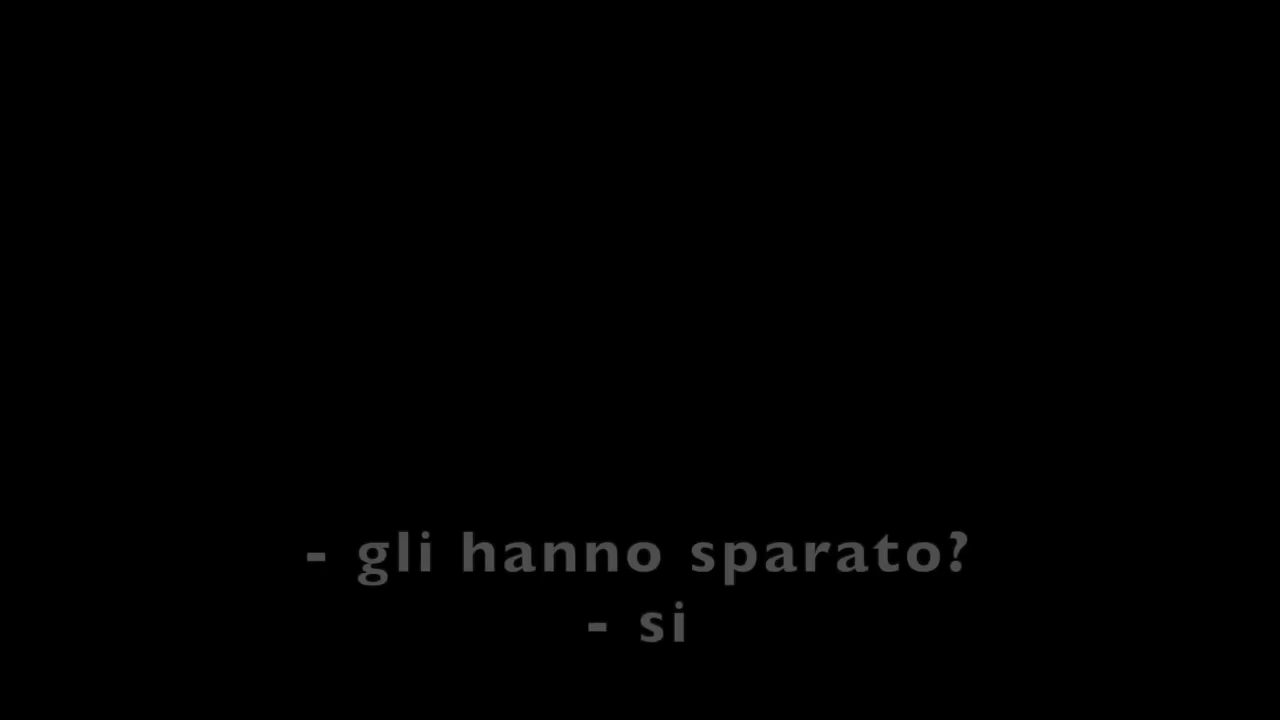 - gli hanno sparato?
- si